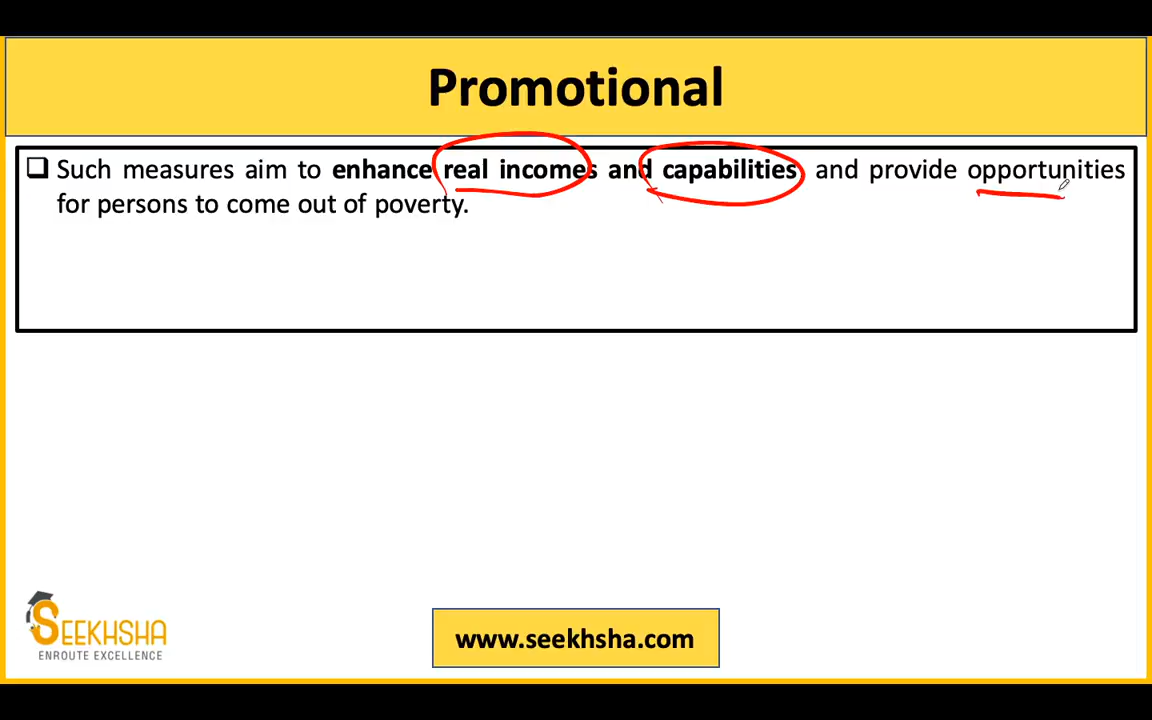 Promotional
❑ Such measures aim to enhance real incomes and capabilities and provide opportunities
for persons to come out of poverty.
SEEKHSHA
ENROUTE EXCELLENCE
www.seekhsha.com